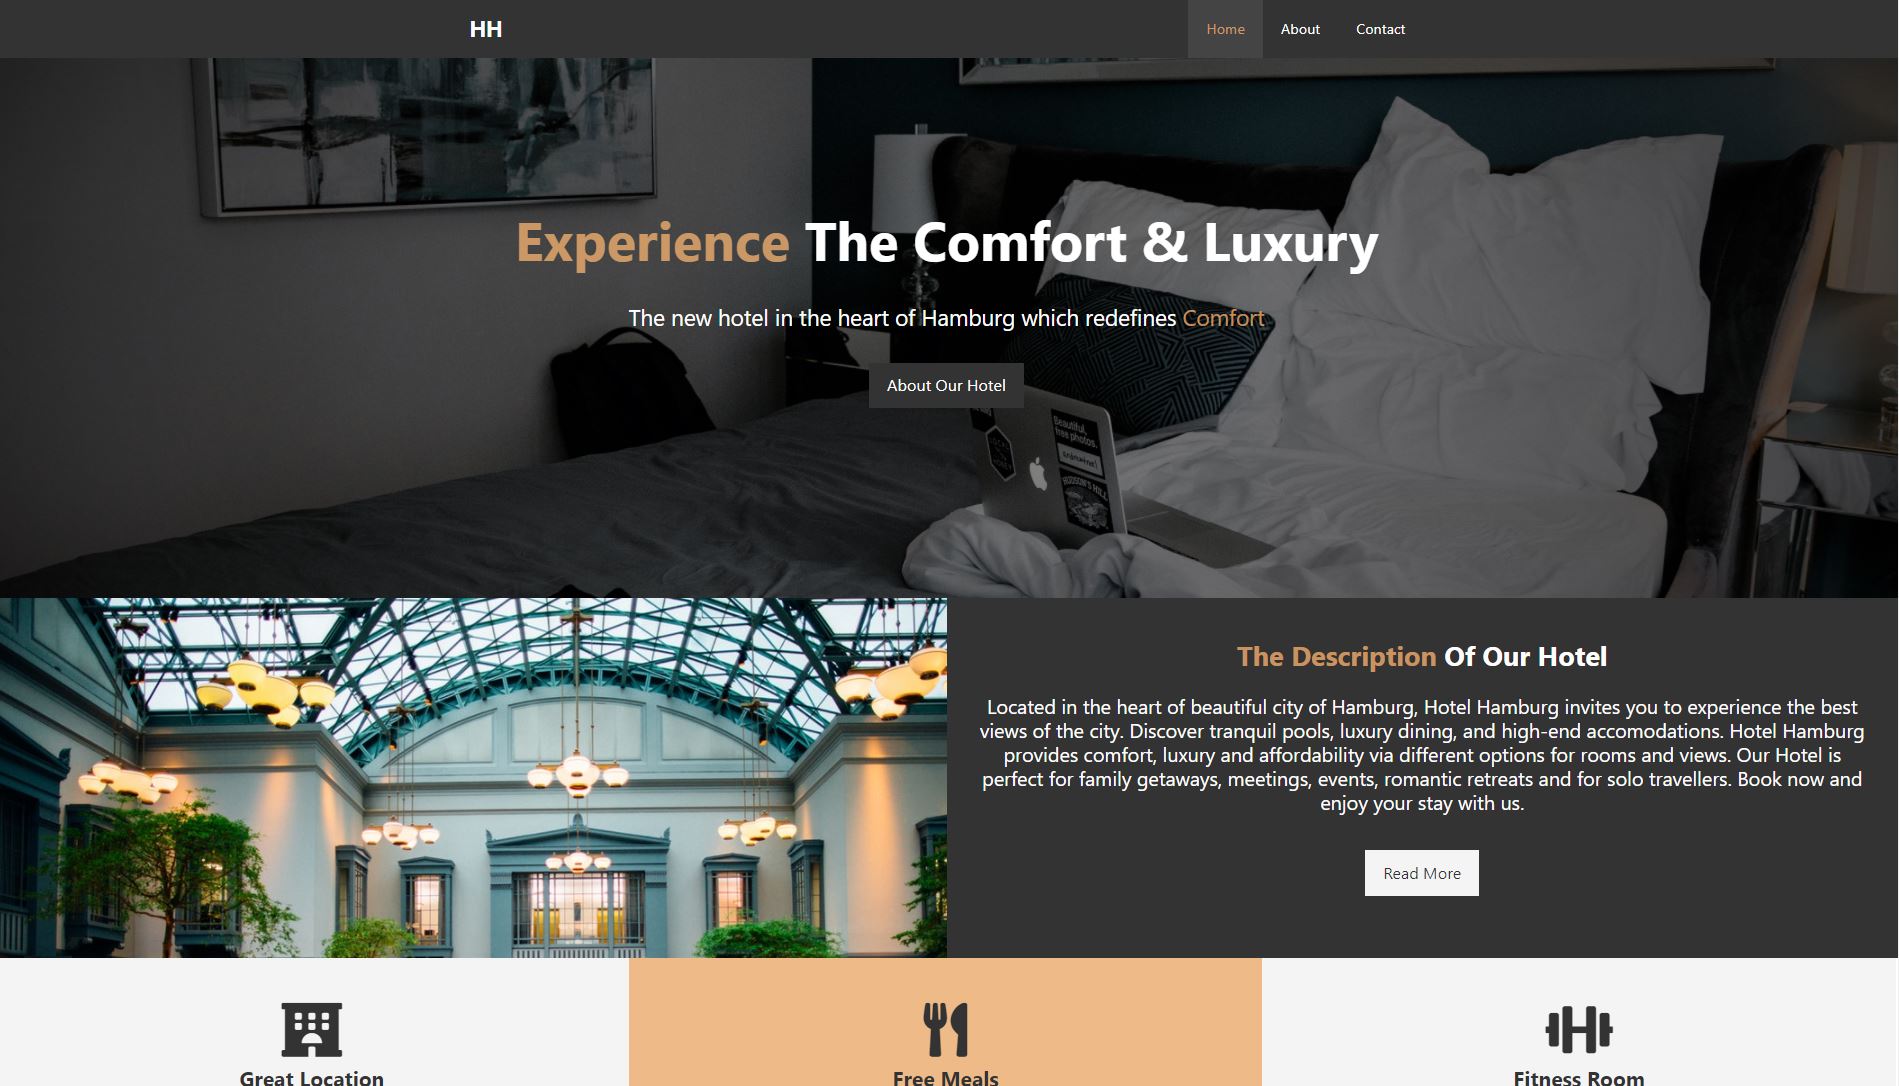 HH
Home About Contact
Experience The Comfort & Luxury
The new hotel in the heart of Hamburg which redefines Comfort
About Our Hotel
Beautiful,
free photos.
HUDSON'S HILL
The Description Of Our Hotel
Located in the heart of beautiful city of Hamburg, Hotel Hamburg invites you to experience the best
views of the city. Discover tranquil pools, luxury dining, and high-end accomodations. Hotel Hamburg
provides comfort, luxury and affordability via different options for rooms and views. Our Hotel is
perfect for family getaways, meetings, events, romantic retreats and for solo travellers. Book now and
enjoy your stay with us.
Read More
Great Location Free Meals Fitness Room